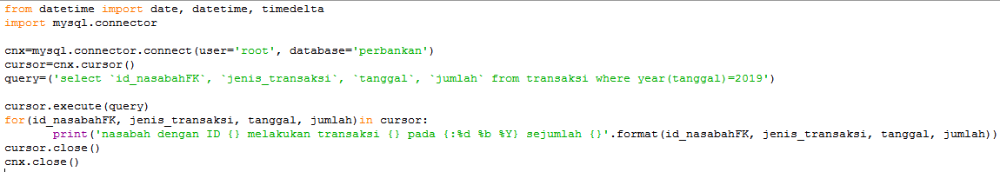 from datetime import date, datetime, timedelta
import mysql.connector
cnx=mysql.connector.connect(user='root', database='perbankan')
cursor=cnx.cursor()
query=('select `id_nasabahFK`, `jenis_transaksi`, `tanggal`, `jumlah` from transaksi where year(tanggal)=2019')
cursor.execute(query)
for(id_nasabahFK, jenis_transaksi, tanggal, jumlah)in cursor:
print('nasabah dengan ID {} melakukan transaksi {} pada {:%d %b %Y} sejumlah {}'.format(id_nasabahFK, jenis_transaksi, tanggal, jumlah))
cursor.close()
cnx.close()